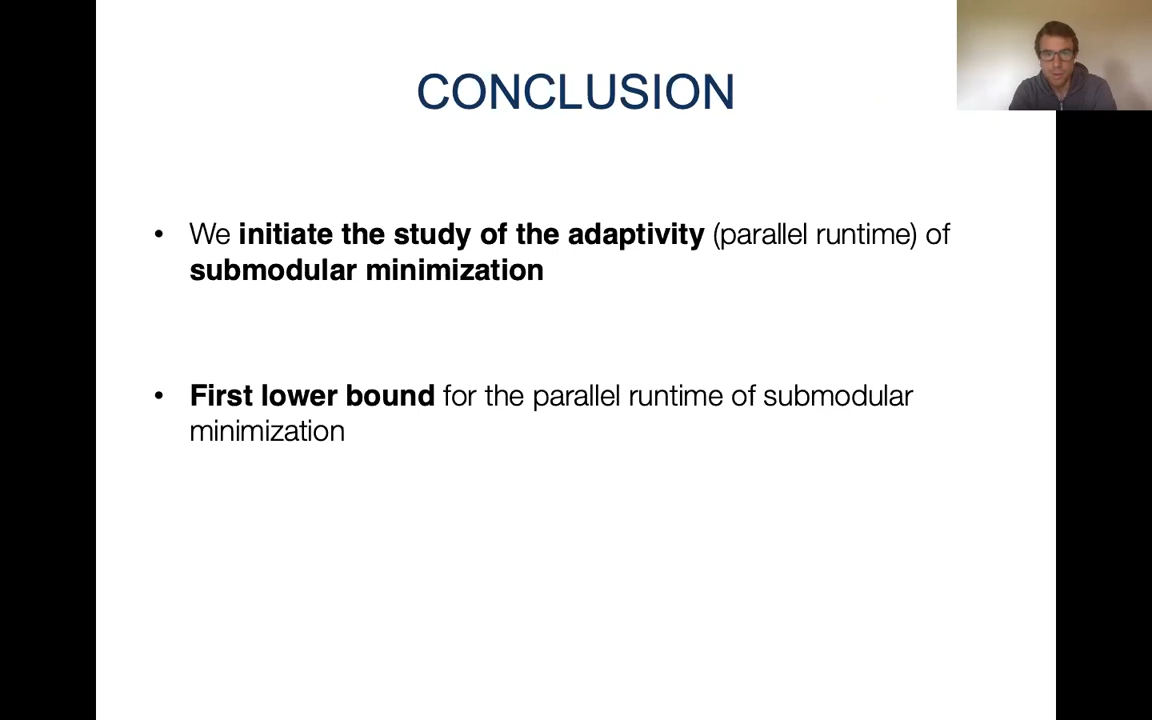 CONCLUSION
• We initiate the study of the adaptivity (parallel runtime) of
submodular minimization
• First lower bound for the parallel runtime of submodular
minimization